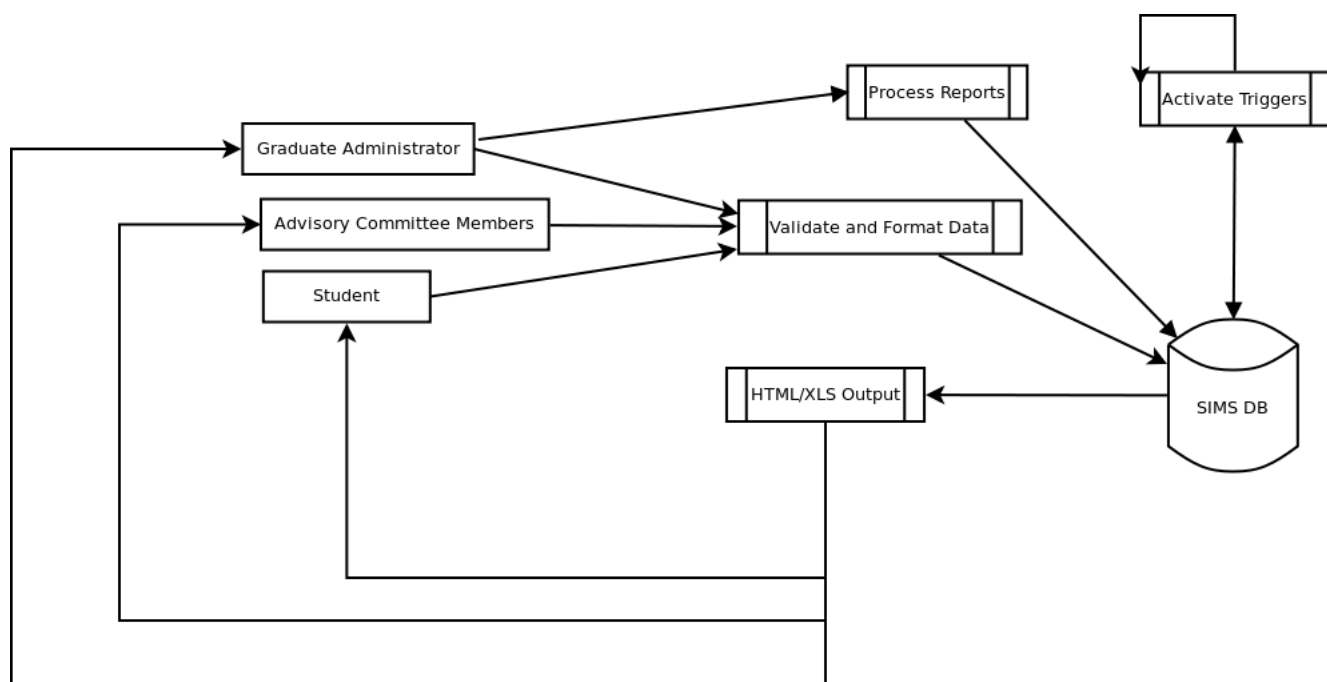 Process Reports
Activate Triggers
Graduate Administrator
Advisory Committee Members
Validate and Format Data
Student
HTML/XLS Output
SIMS DB